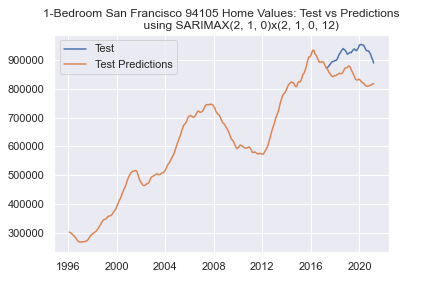 1-Bedroom San Francisco 94105 Home Values: Test vs Predictions
using SARIMAX(2, 1, 0)x(2, 1, 0, 12)
Test
Test Predictions
900000
800000
700000
600000
500000
400000
300000
1996 2000 2004 2008 2012 2016 2020